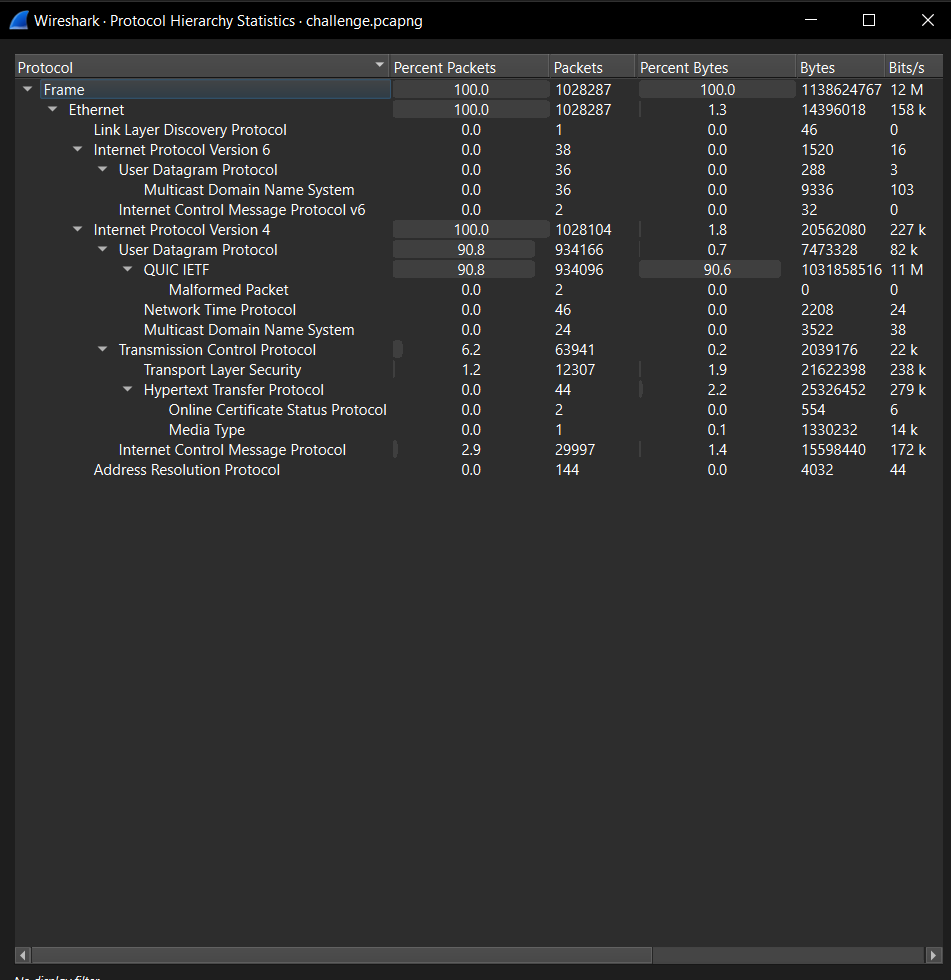 Wireshark · Protocol Hierarchy Statistics · challenge.pcapng
Protocol Percent Packets Packets Percent Bytes Bytes Bits/s
Frame 100.0 1028287 100.0 1138624767 12 M
Ethernet 100.0 1028287 1.3 14396018 158 k
Link Layer Discovery Protocol 0.0 1 0.0 46 0
Internet Protocol Version 6 0.0 38 0.0 1520 16
User Datagram Protocol 0.0 36 0.0 288 3
Multicast Domain Name System 0.0 36 0.0 9336 103
Internet Control Message Protocol v6 0.0 2 0.0 32 0
Internet Protocol Version 4 100.0 1028104 1.8 20562080 227 k
User Datagram Protocol 90.8 934166 0.7 7473328 82 k
QUIC IETF 90.8 934096 90.6 1031858516 11 M
Malformed Packet 0.0 2 0.0 0 0
Network Time Protocol 0.0 46 0.0 2208 24
Multicast Domain Name System 0.0 24 0.0 3522 38
Transmission Control Protocol 6.2 63941 0.2 2039176 22 k
Transport Layer Security 1.2 12307 1.9 21622398 238 k
Hypertext Transfer Protocol 0.0 44 2.2 25326452 279 k
Online Certificate Status Protocol 0.0 2 0.0 554 6
Media Type 0.0 1 0.1 1330232 14 k
Internet Control Message Protocol 2.9 29997 1.4 15598440 172 k
Address Resolution Protocol 0.0 144 0.0 4032 44
No display filter